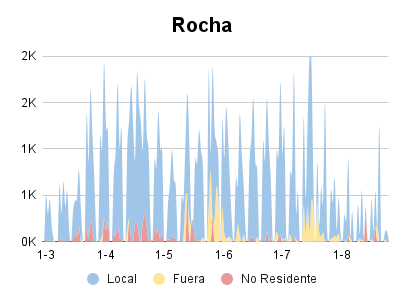 Rocha
2K
2K
1K
1K
0K
1-3 1-4 1-5 1-6 1-7 1-8
Local Fuera No Residente